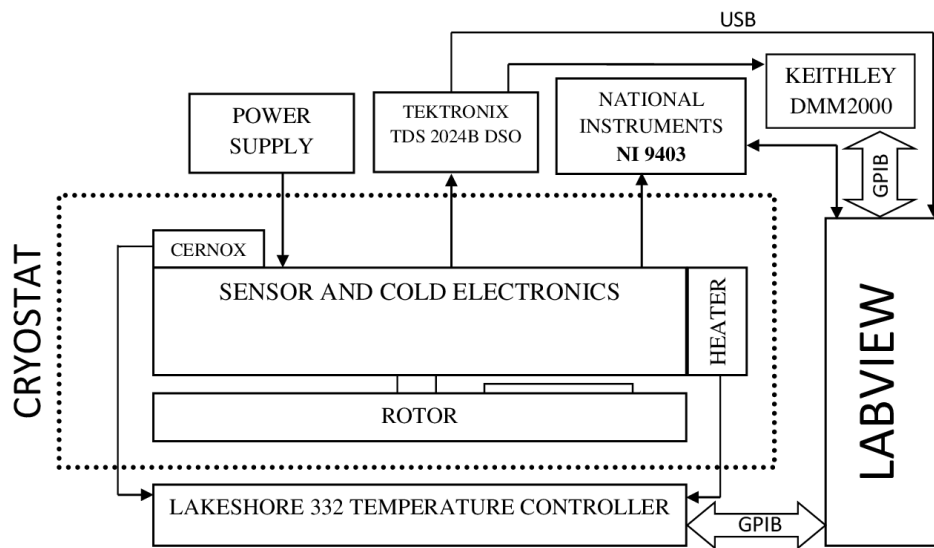 USB
KEITHLEY
DMM2000
POWER
SUPPLY
TEKTRONIX
TDS 2024B DSO
NATIONAL
INSTRUMENTS
NI 9403
GPIB
CRYOSTAT
CERNOX
SENSOR AND COLD ELECTRONICS
HEATER
LABVIEW
ROTOR
LAKESHORE 332 TEMPERATURE CONTROLLER
GPIB